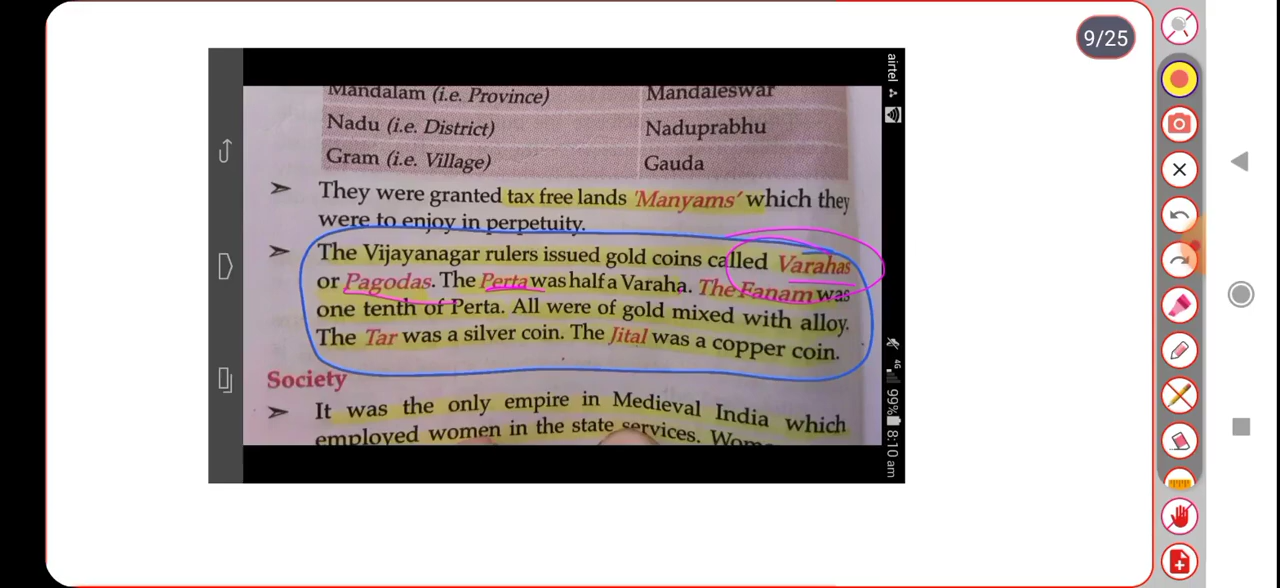 9/25
airtel
Mandalam (i.e. Province) Mandaleswar
Nadu (i.e. District) Naduprabhu
Gram (i.e. Village) Gauda
➢ They were granted tax free lands 'Manyams' which they
were to enjoy in perpetuity.
➢ The Vijayanagar rulers issued gold coins called Varahas
or Pagodas. The Perta was half a Varaha. The Fanam was
one tenth of Perta. All were of gold mixed with alloy.
The Tar was a silver coin. The Jital was a copper coin.
Society
➢ It was the only empire in Medieval India which
employed women in the state services.
4G 99% 8:10 am